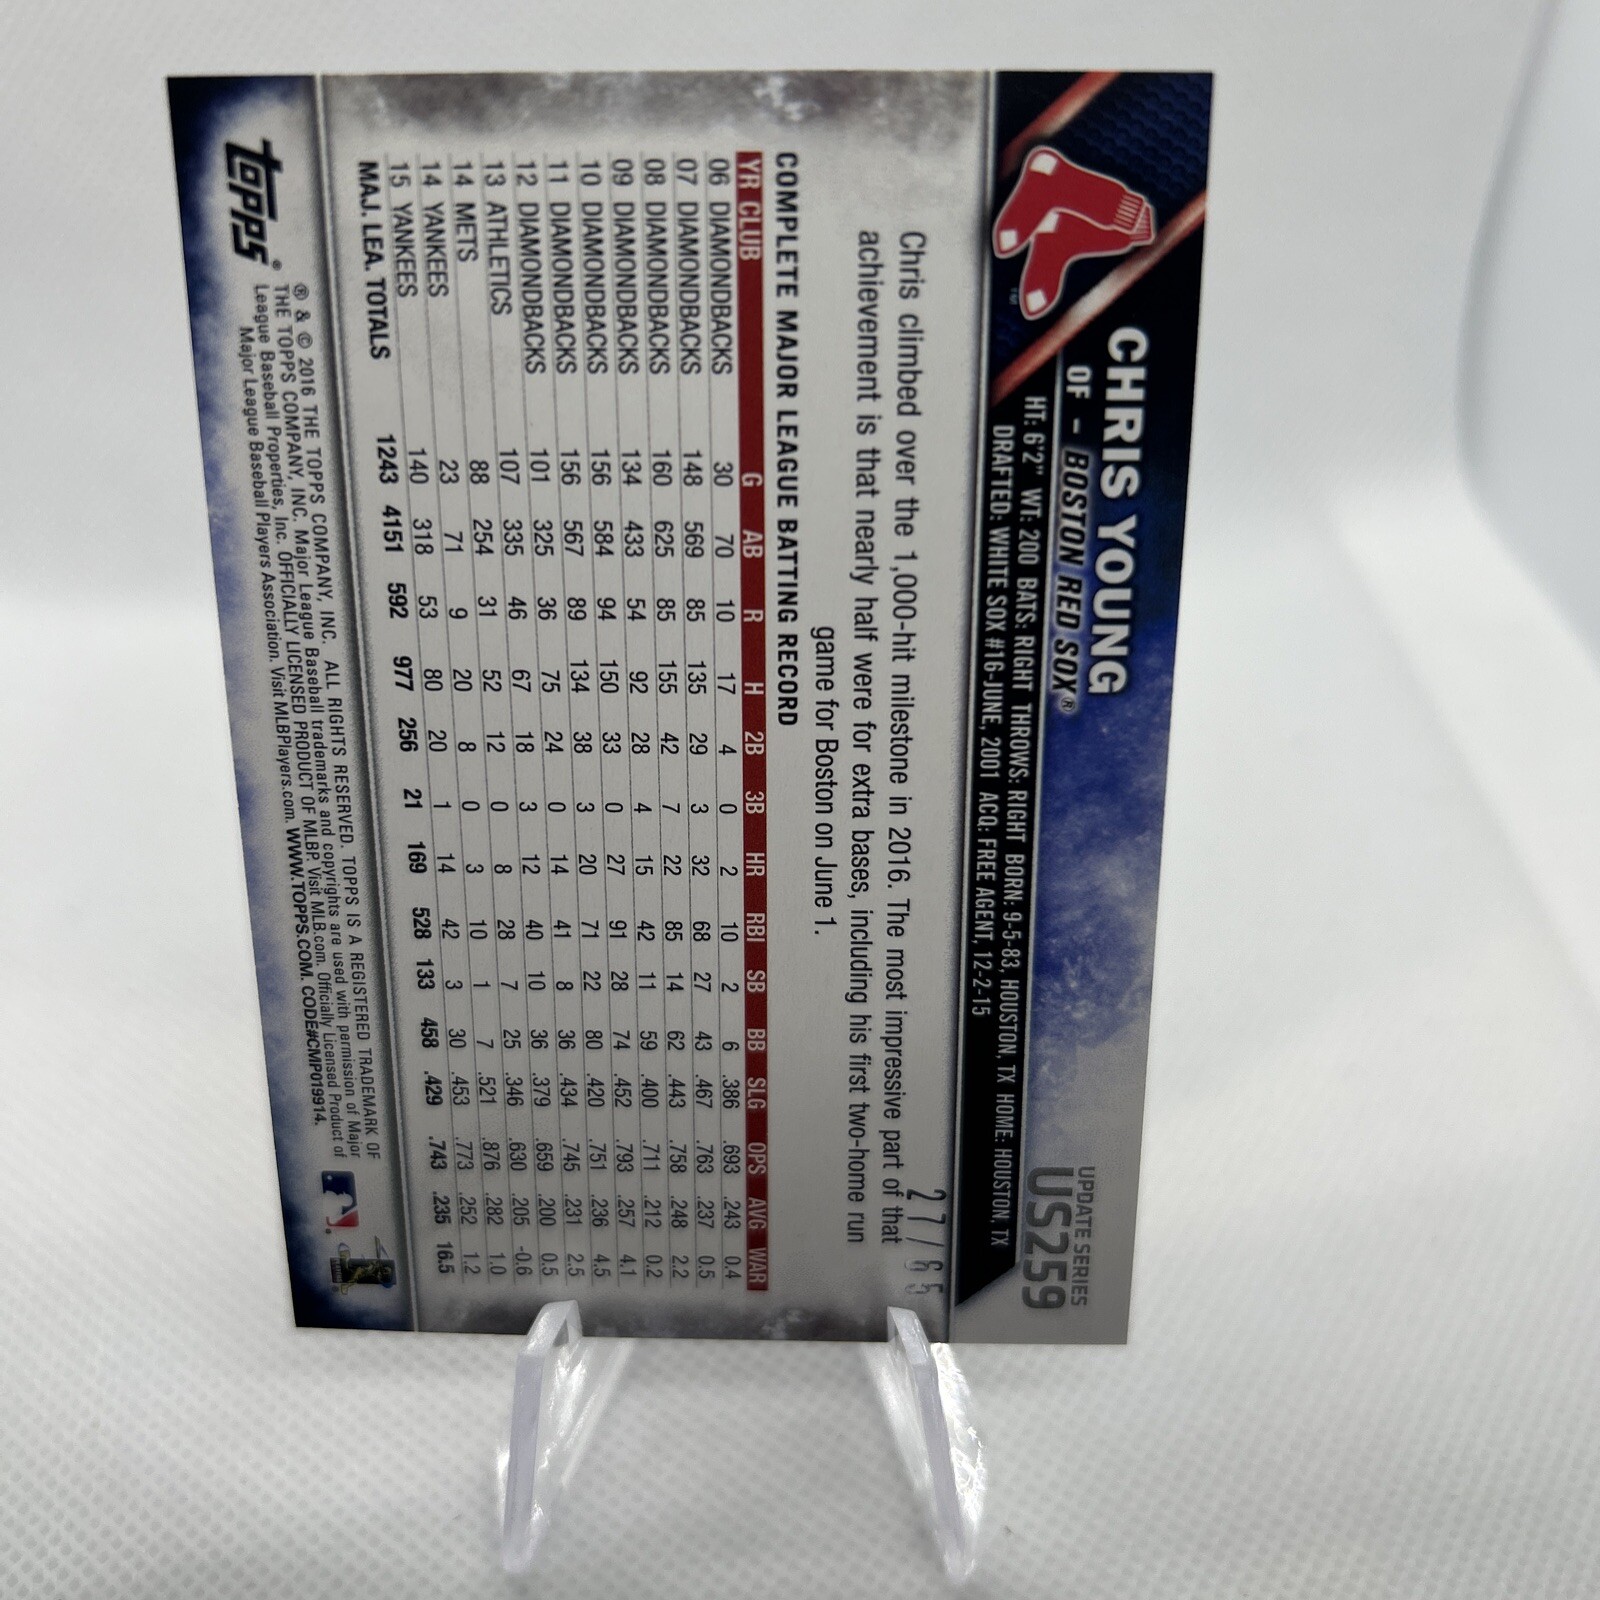 UPDATE SERIES
US259
CHRIS YOUNG
OF - BOSTON RED SOX®
HT: 6'2" WT: 200 BATS: RIGHT THROWS: RIGHT BORN: 9-5-83, HOUSTON, TX HOME: HOUSTON, TX
DRAFTED: WHITE SOX #16-JUNE, 2001 ACQ: FREE AGENT, 12-2-15
TM
27/65
Chris climbed over the 1,000-hit milestone in 2016. The most impressive part of that
achievement is that nearly half were for extra bases, including his first two-home run
game for Boston on June 1.
COMPLETE MAJOR LEAGUE BATTING RECORD
YR CLUB G AB R H 2B 3B HR RBI SB BB SLG OPS AVG WAR
06 DIAMONDBACKS 30 70 10 17 4 0 2 10 2 6 .386 .693 .243 0.4
07 DIAMONDBACKS 148 569 85 135 29 3 32 68 27 43 .467 .763 .237 0.5
08 DIAMONDBACKS 160 625 85 155 42 7 22 85 14 62 .443 .758 .248 2.2
09 DIAMONDBACKS 134 433 54 92 28 4 15 42 11 59 .400 .711 .212 0.2
10 DIAMONDBACKS 156 584 94 150 33 0 27 91 28 74 .452 .793 .257 4.1
11 DIAMONDBACKS 156 567 89 134 38 3 20 71 22 80 .420 .751 .236 4.5
12 DIAMONDBACKS 101 325 36 75 24 0 14 41 8 36 .434 .745 .231 2.5
13 ATHLETICS 107 335 46 67 18 3 12 40 10 36 .379 .659 .200 0.5
14 METS 88 254 31 52 12 0 8 28 7 25 .346 .630 .205 -0.6
14 YANKEES 23 71 9 20 8 0 3 10 1 7 .521 .876 .282 1.0
15 YANKEES 140 318 53 80 20 1 14 42 3 30 .453 .773 .252 1.2
MAJ. LEA. TOTALS 1243 4151 592 977 256 21 169 528 133 458 .429 .743 .235 16.5
topps®
® & © 2016 THE TOPPS COMPANY, INC. ALL RIGHTS RESERVED. TOPPS IS A REGISTERED TRADEMARK OF
THE TOPPS COMPANY, INC. Major League Baseball trademarks and copyrights are used with permission of Major
League Baseball Properties, Inc. OFFICIALLY LICENSED PRODUCT OF MLBP. Visit MLB.com. Officially Licensed Product of
Major League Baseball Players Association. Visit MLBPlayers.com. WWW.TOPPS.COM. CODE#CMP019914.